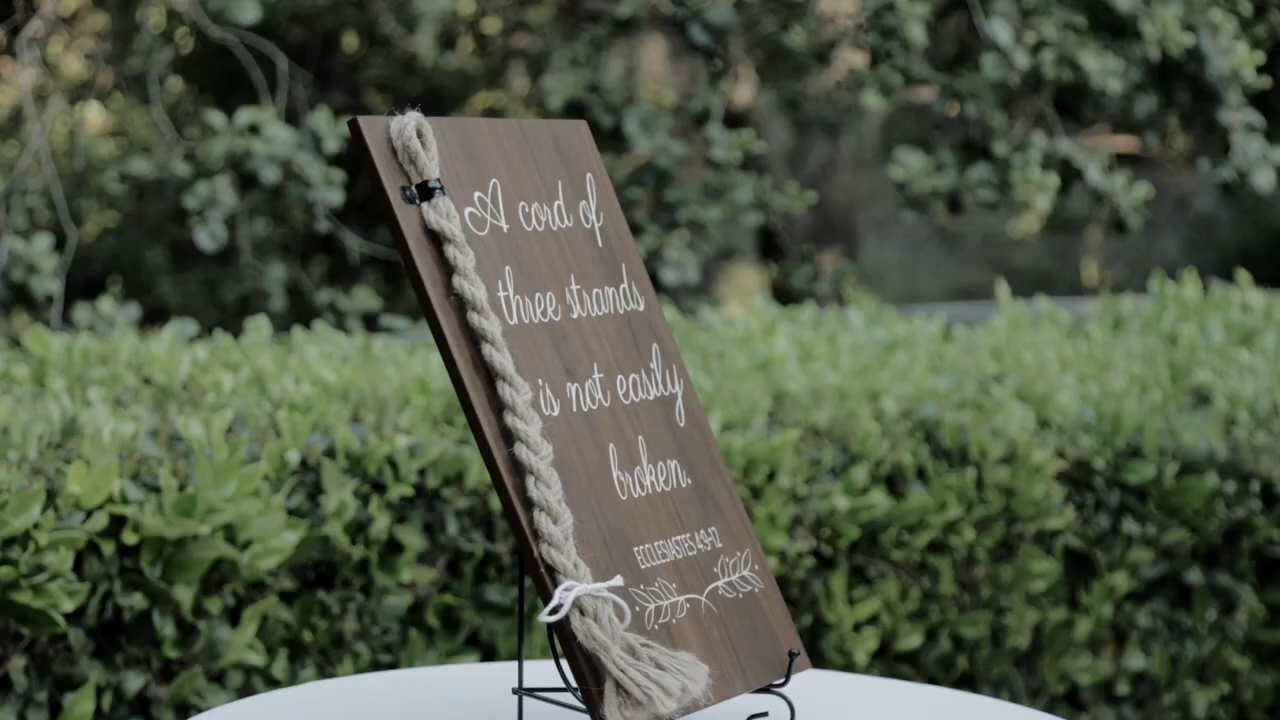 A cord of
three strands
is not easily
broken.
ECCLESIASTES 4:9-12